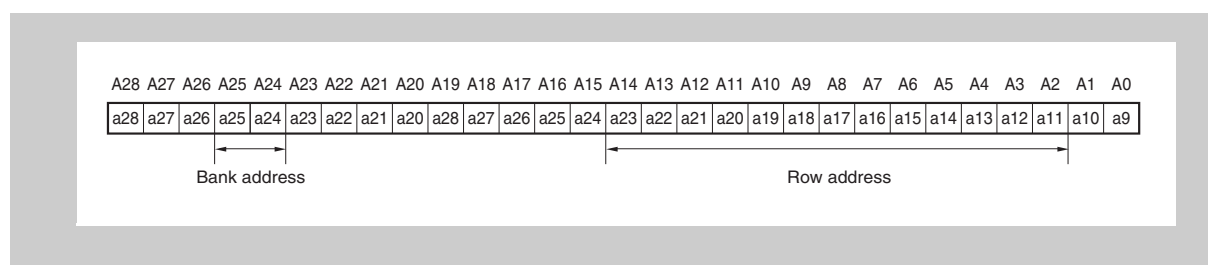 A28 A27 A26 A25 A24 A23 A22 A21 A20 A19 A18 A17 A16 A15 A14 A13 A12 A11 A10 A9 A8 A7 A6 A5 A4 A3 A2 A1 A0
a28 a27 a26 a25 a24 a23 a22 a21 a20 a28 a27 a26 a25 a24 a23 a22 a21 a20 a19 a18 a17 a16 a15 a14 a13 a12 a11 a10 a9
Bank address Row address